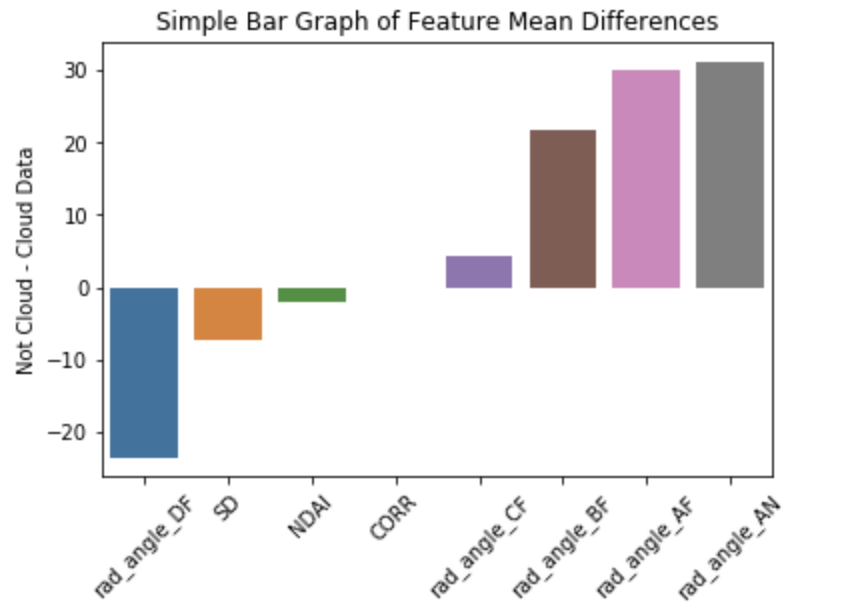 Simple Bar Graph of Feature Mean Differences
Not Cloud - Cloud Data
30
20
10
0
−10
−20
rad_angle_DF
SD
NDAI
CORR
rad_angle_CF
rad_angle_BF
rad_angle_AF
rad_angle_AN